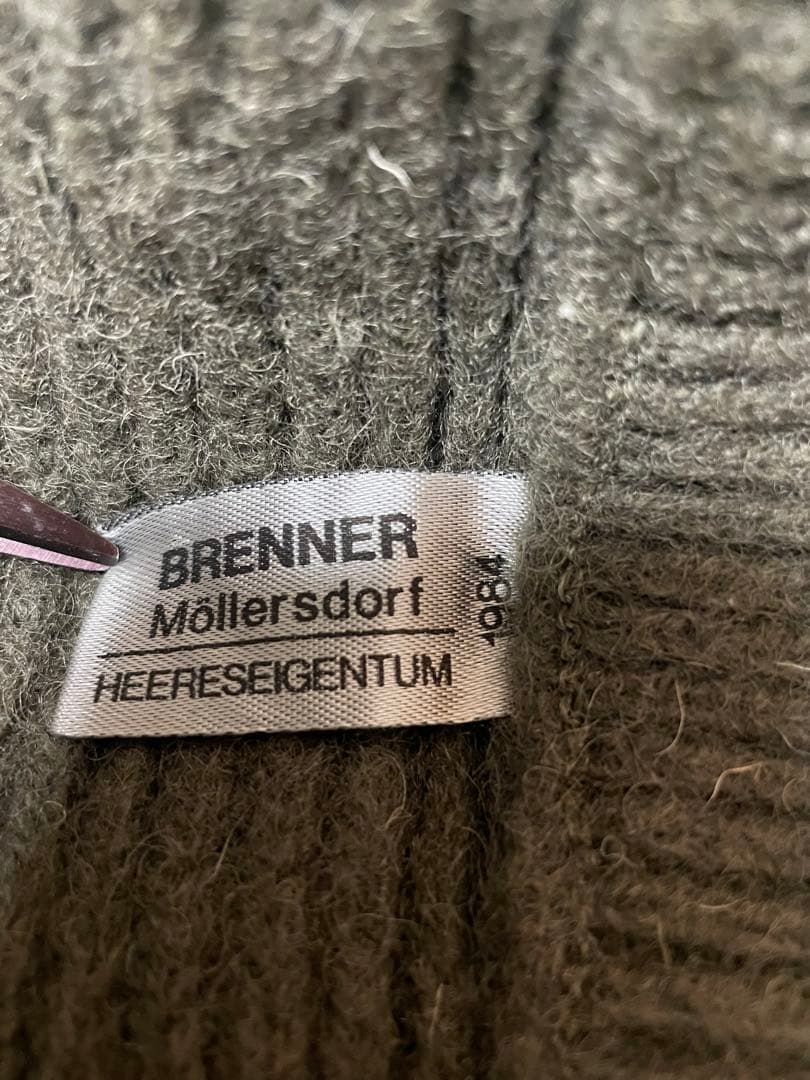 BRENNER
Möllersdorf
HEERESEIGENTUM
1984